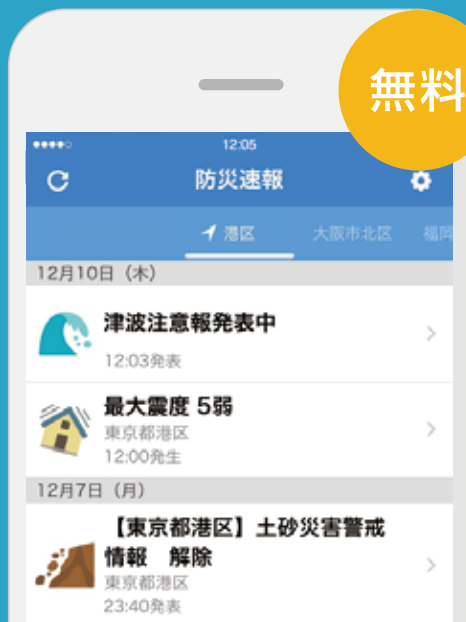 無料
12:05
防災速報
港区 大阪市北区 福岡
12月10日（木）
津波注意報発表中
12:03発表
最大震度 5弱
東京都港区
12:00発生
12月7日（月）
【東京都港区】土砂災害警戒
情報　解除
東京都港区
23:40発表